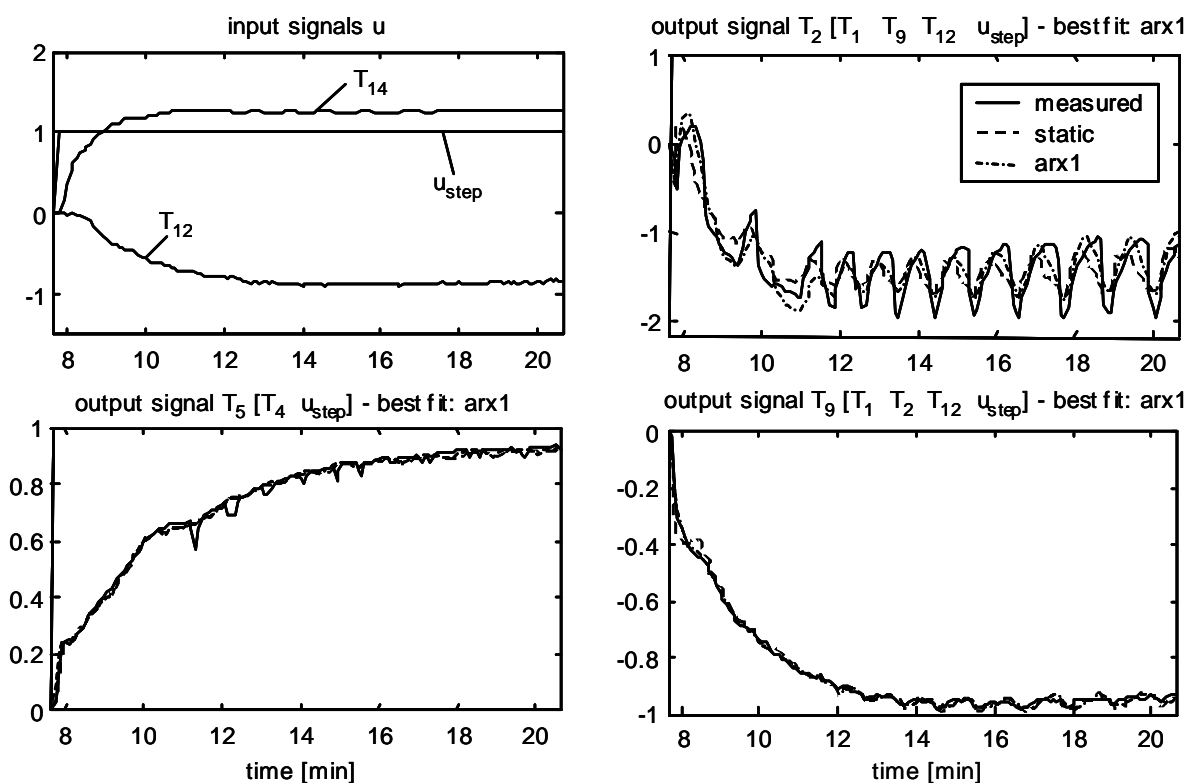 input signals u
2
1
0
-1
8 10 12 14 16 18 20
T14
ustep
T12
output signal T2 [T1 T9 T12 ustep] - best fit: arx1
1
0
-1
-2
8 10 12 14 16 18 20
measured
static
arx1
output signal T5 [T4 ustep] - best fit: arx1
1
0.8
0.6
0.4
0.2
0
8 10 12 14 16 18 20
time [min]
output signal T9 [T1 T2 T12 ustep] - best fit: arx1
0
-0.2
-0.4
-0.6
-0.8
-1
8 10 12 14 16 18 20
time [min]